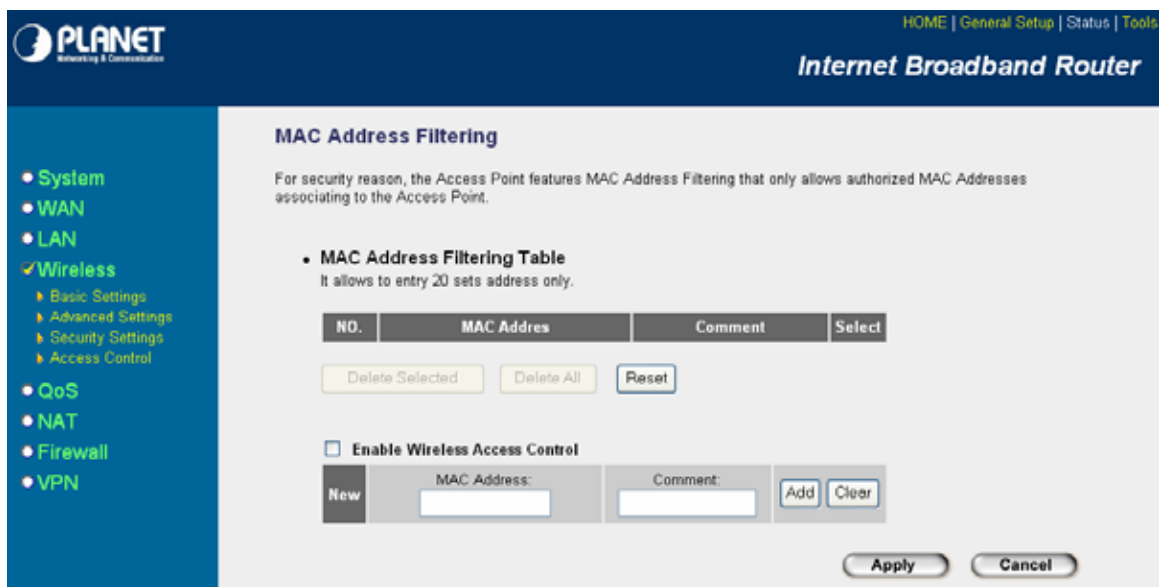 PLANET
Networking & Communication
HOME | General Setup | Status | Tools
Internet Broadband Router
System
WAN
LAN
Wireless
Basic Settings
Advanced Settings
Security Settings
Access Control
QoS
NAT
Firewall
VPN
MAC Address Filtering
For security reason, the Access Point features MAC Address Filtering that only allows authorized MAC Addresses
associating to the Access Point.
MAC Address Filtering Table
It allows to entry 20 sets address only.
NO. MAC Addres Comment Select
Delete Selected Delete All Reset
Enable Wireless Access Control
New MAC Address: Comment: Add Clear
Apply Cancel